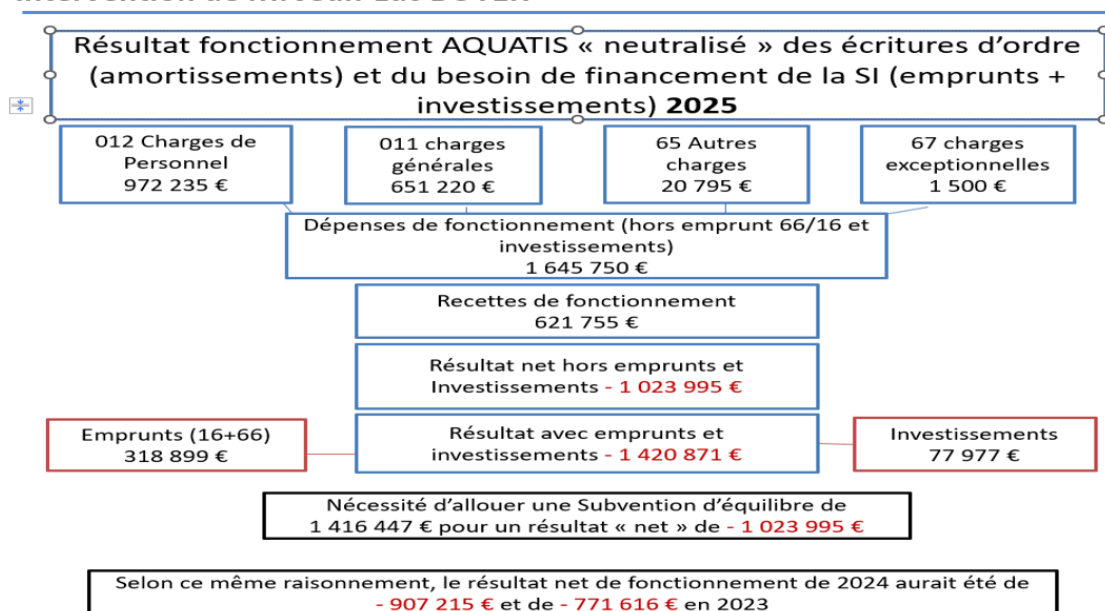 Résultat fonctionnement AQUATIS « neutralisé » des écritures d’ordre
(amortissements) et du besoin de financement de la SI (emprunts +
investissements) 2025
012 Charges de
Personnel
972 235 €
011 charges
générales
651 220 €
65 Autres
charges
20 795 €
67 charges
exceptionnelles
1 500 €
Dépenses de fonctionnement (hors emprunt 66/16 et
investissements)
1 645 750 €
Recettes de fonctionnement
621 755 €
Résultat net hors emprunts et
Investissements - 1 023 995 €
Emprunts (16+66)
318 899 €
Résultat avec emprunts et
investissements - 1 420 871 €
Investissements
77 977 €
Nécessité d’allouer une Subvention d’équilibre de
1 416 447 € pour un résultat « net » de - 1 023 995 €
Selon ce même raisonnement, le résultat net de fonctionnement de 2024 aurait été de
- 907 215 € et de - 771 616 € en 2023